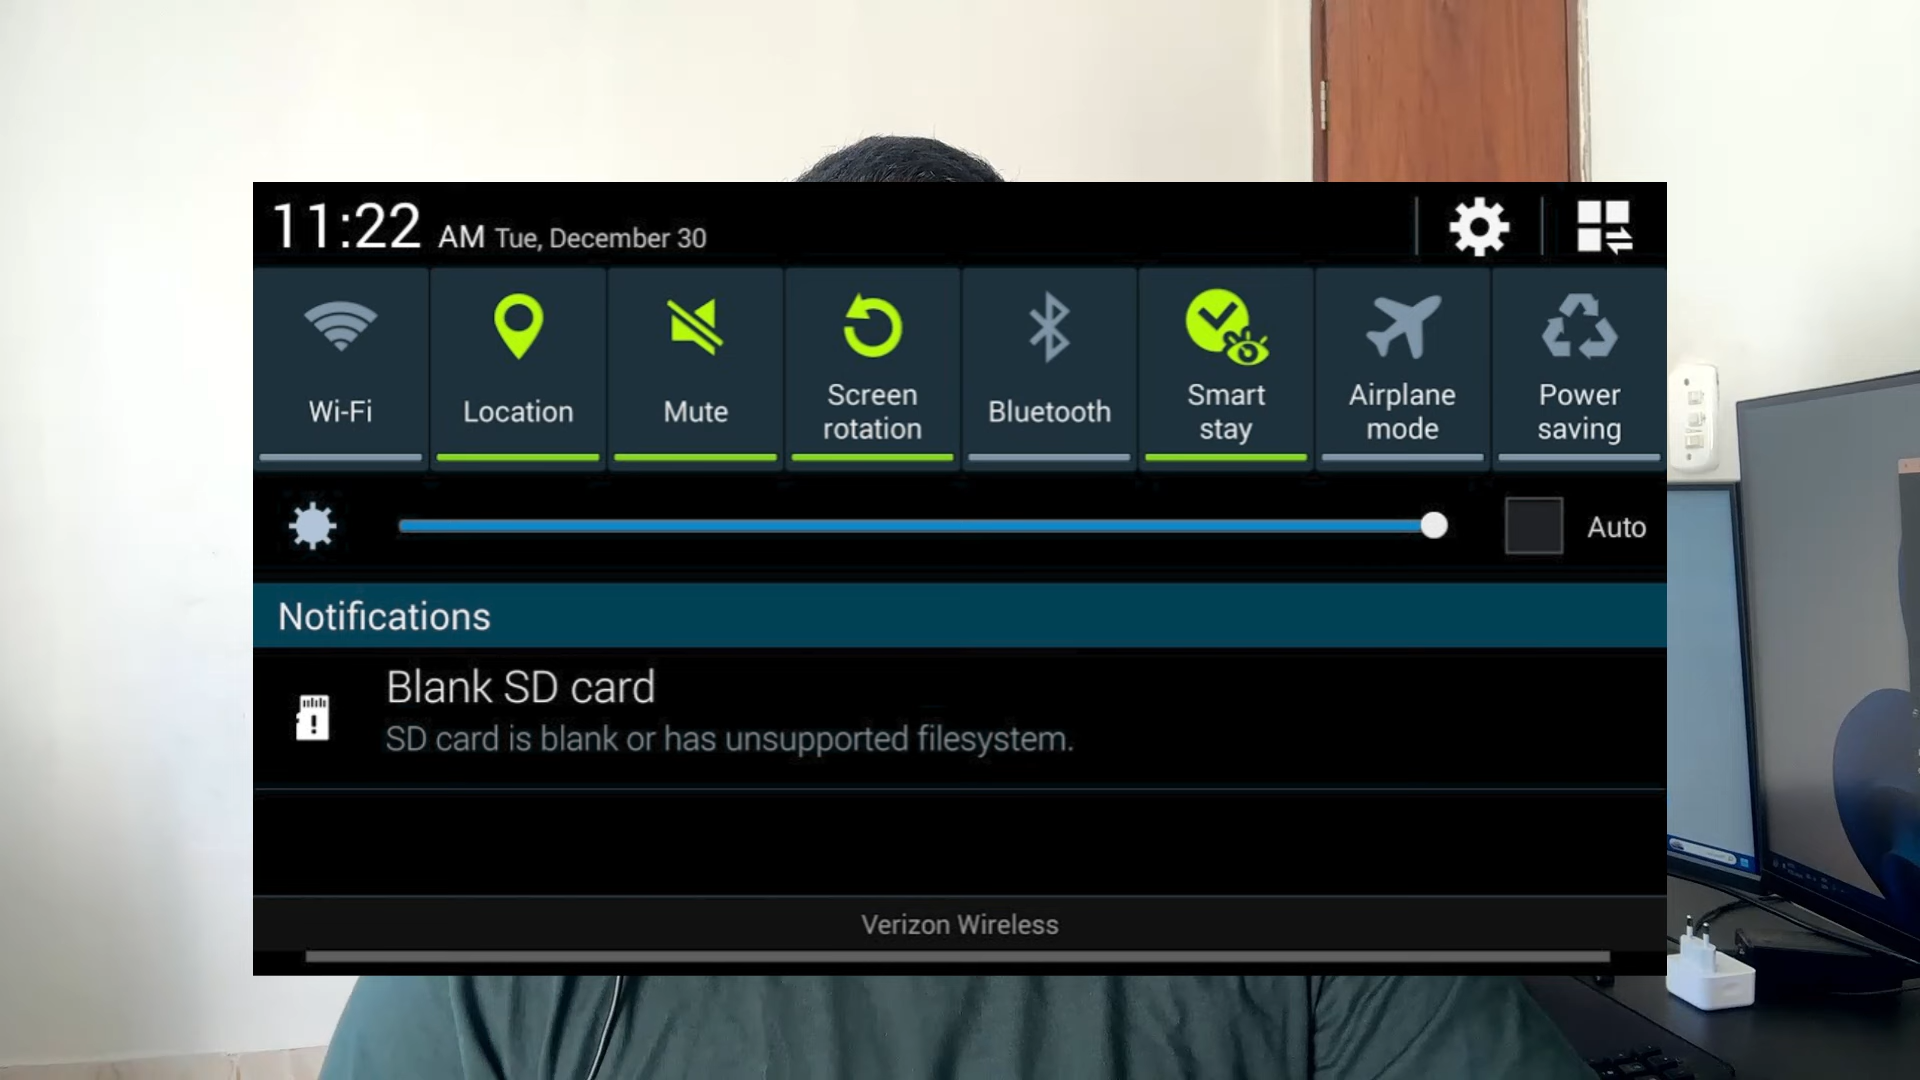 11:22 AM Tue, December 30
Wi-Fi
Location
Mute
Screen
rotation
Bluetooth
Smart
stay
Airplane
mode
Power
saving
Auto
Notifications
Blank SD card
SD card is blank or has unsupported filesystem.
Verizon Wireless